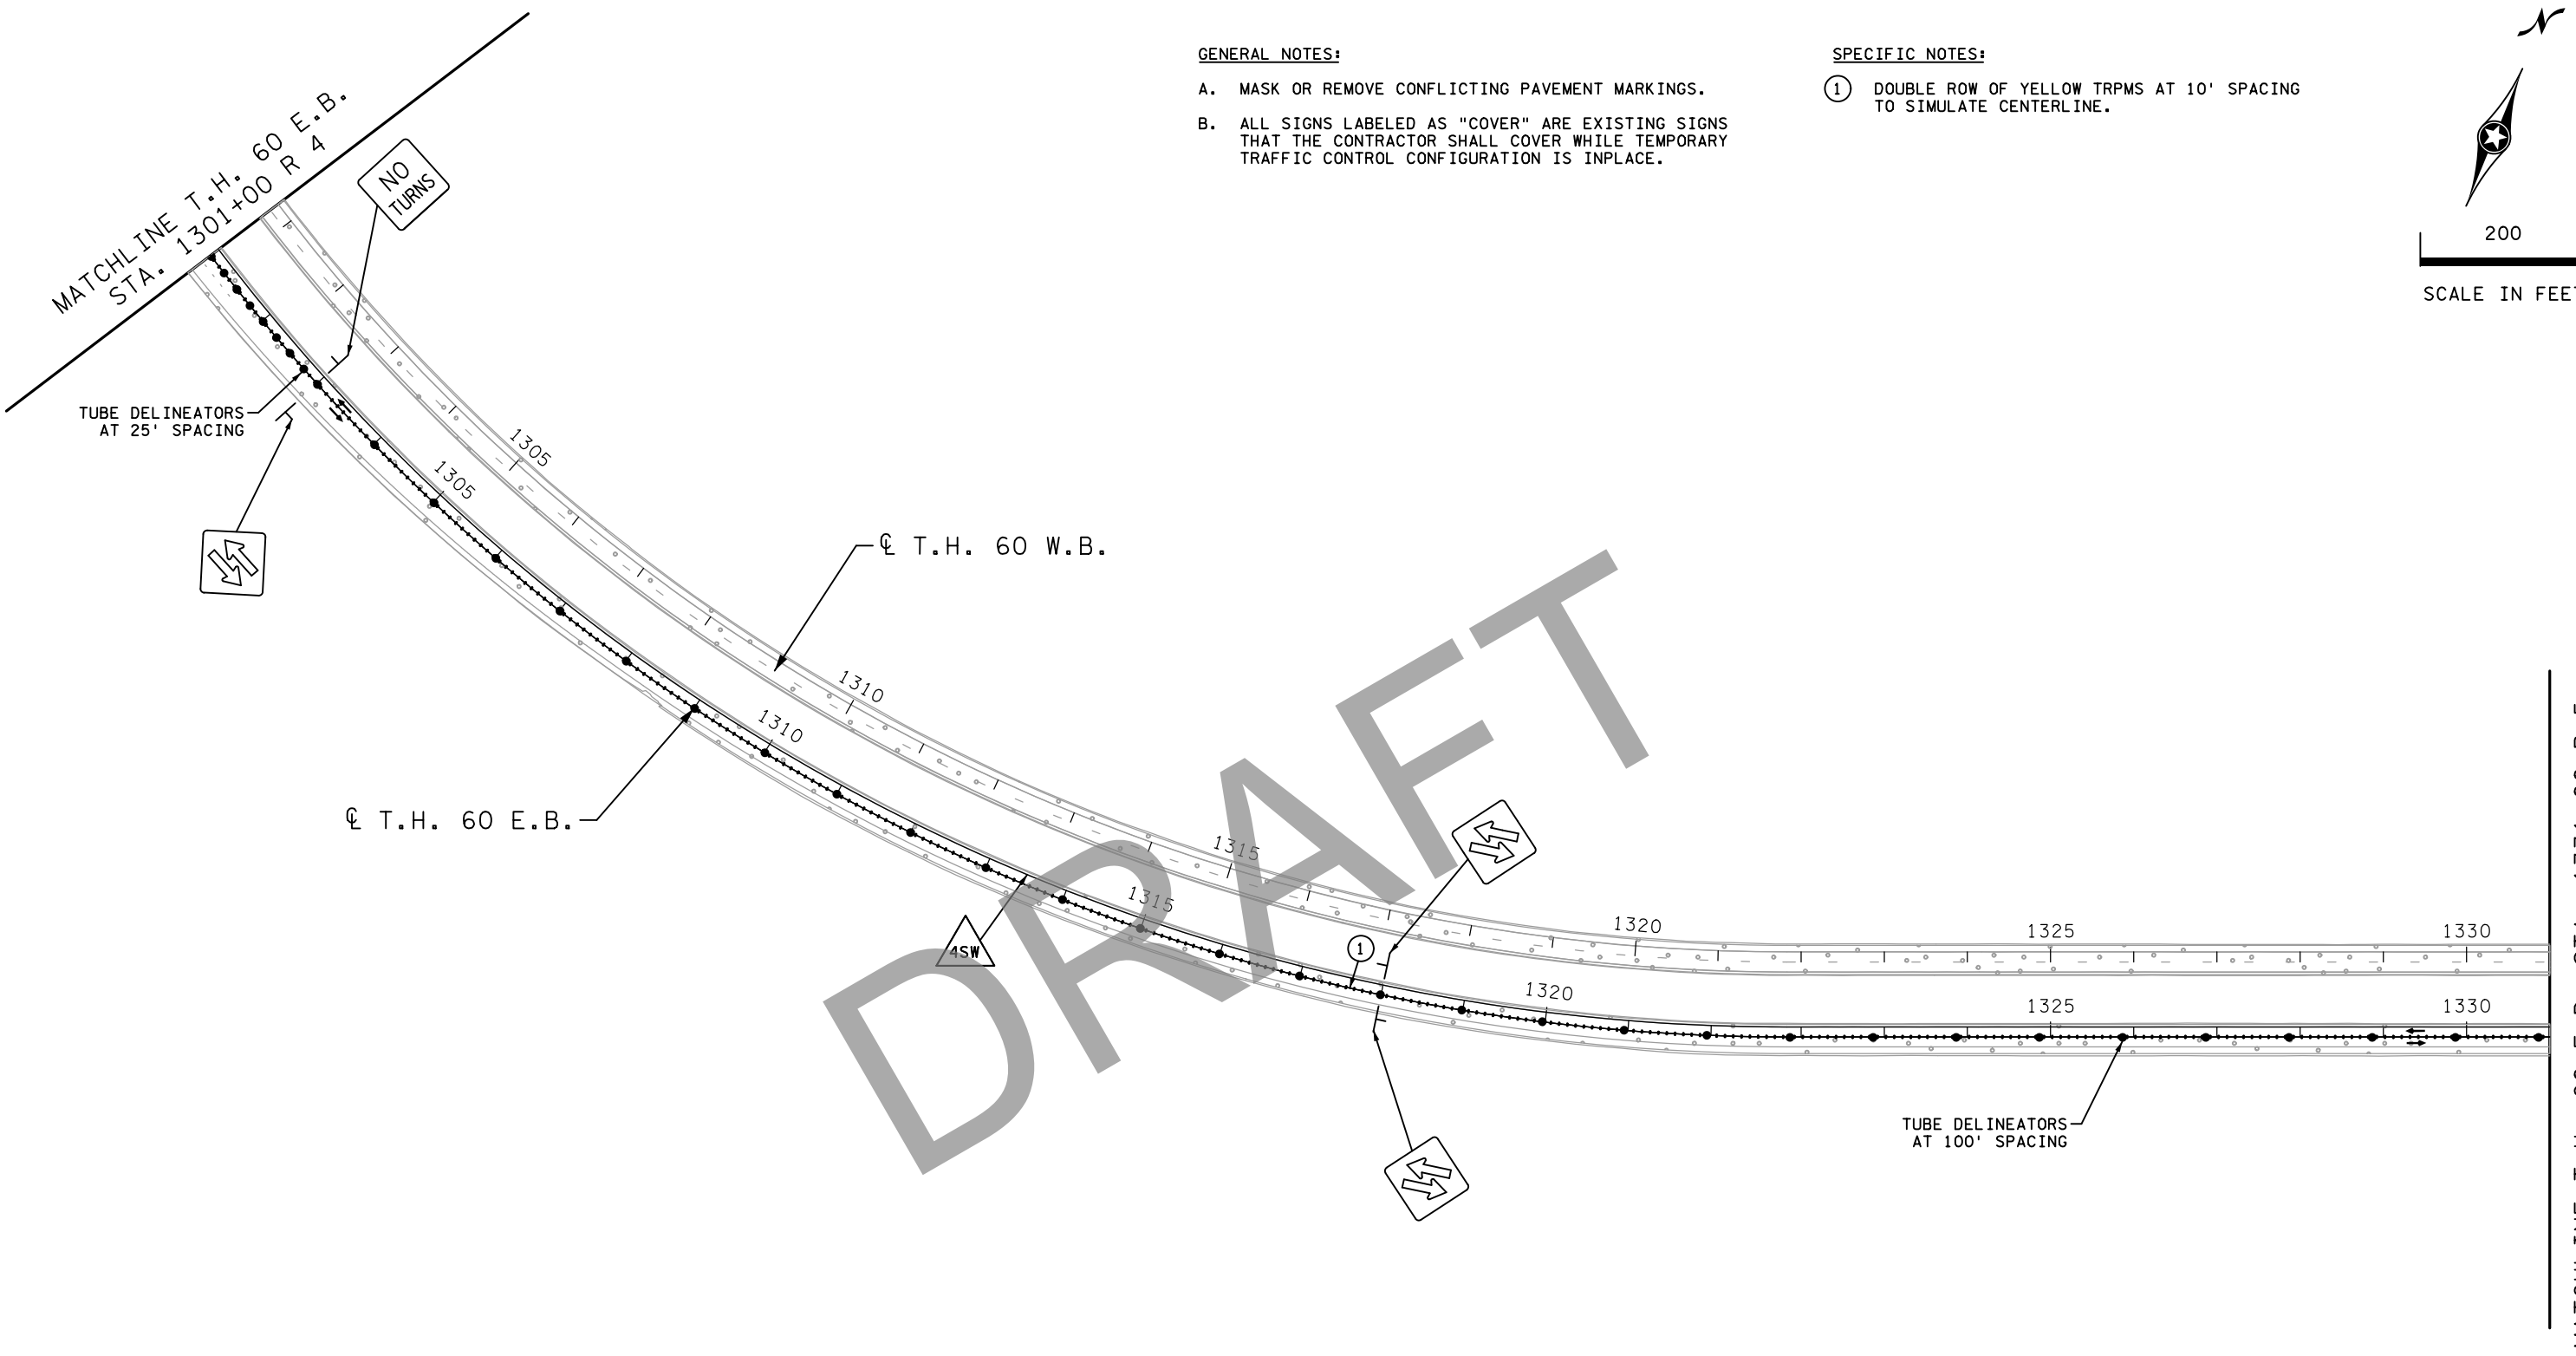 GENERAL NOTES:
A. MASK OR REMOVE CONFLICTING PAVEMENT MARKINGS.
B. ALL SIGNS LABELED AS "COVER" ARE EXISTING SIGNS
THAT THE CONTRACTOR SHALL COVER WHILE TEMPORARY
TRAFFIC CONTROL CONFIGURATION IS INPLACE.
SPECIFIC NOTES:
1 DOUBLE ROW OF YELLOW TRPMS AT 10' SPACING
TO SIMULATE CENTERLINE.
N
200
SCALE IN
MATCHLINE T.H. 60 E.B.
STA. 1301+00 R 4
NO
TURNS
TUBE DELINEATORS
AT 25' SPACING
1305
1305
℄ T.H. 60 W.B.
1310
1310
℄ T.H. 60 E.B.
1315
1315
4SW
1
1320
1320
1325
1325
1330
1330
TUBE DELINEATORS
AT 100' SPACING
DRAFT